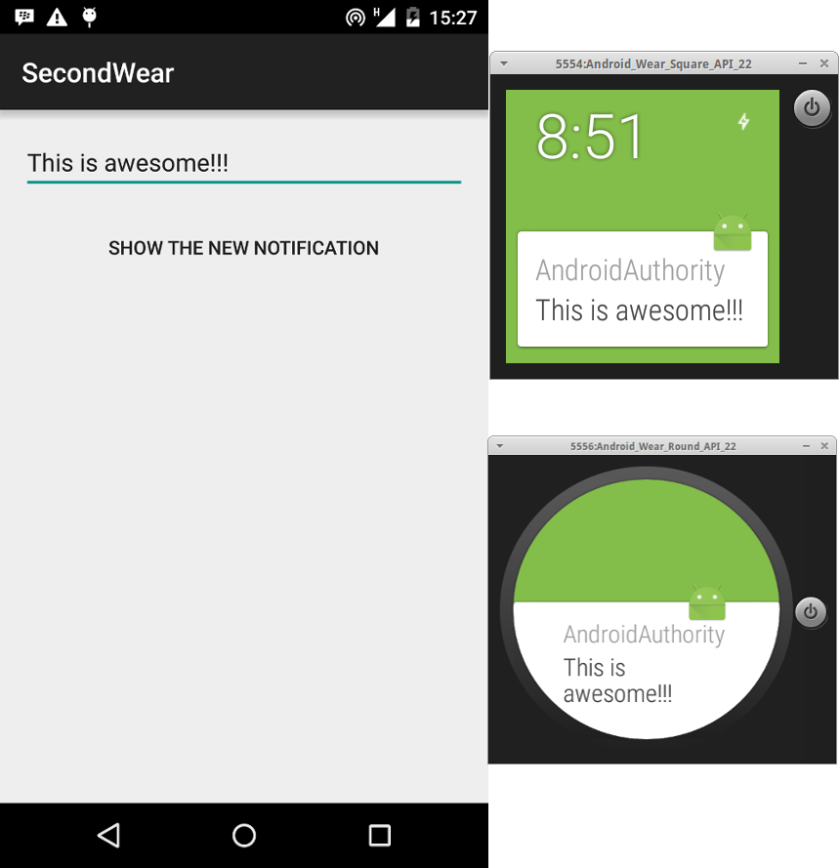 H 15:27
SecondWear
This is awesome!!!
SHOW THE NEW NOTIFICATION
5554:Android_Wear_Square_API_22
8:51
AndroidAuthority
This is awesome!!!
5556:Android_Wear_Round_API_22
AndroidAuthority
This is
awesome!!!